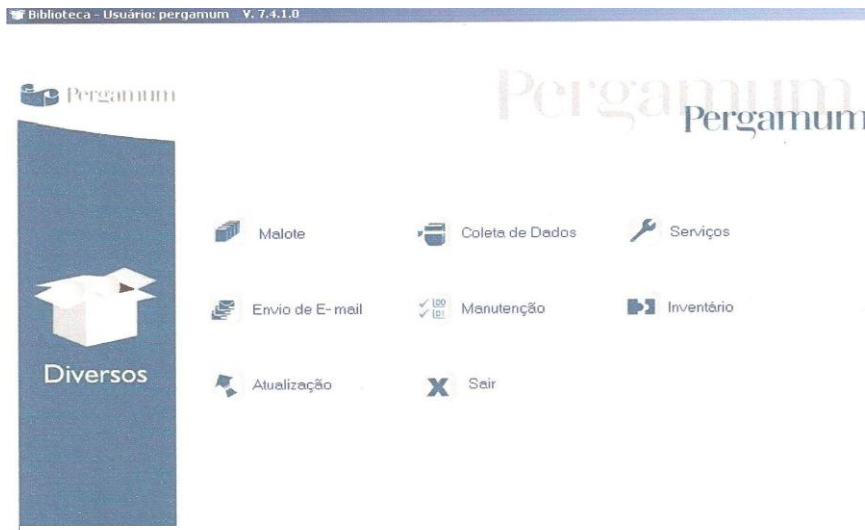 Biblioteca - Usuário: pergamum V. 7.4.1.0
Pergamum
Pergamum
Pergamum
Malote
Coleta de Dados
Serviços
Envio de E-mail
Manutenção
Inventário
Diversos
Atualização
Sair